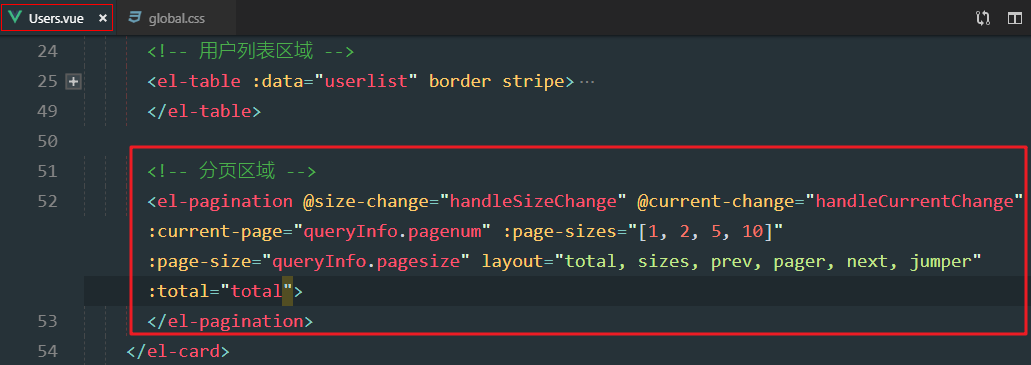 Users.vue × global.css
24 <!-- 用户列表区域 -->
25 <el-table :data="userlist" border stripe>…
49 </el-table>
50
51 <!-- 分页区域 -->
52 <el-pagination @size-change="handleSizeChange" @current-change="handleCurrentChange"
:current-page="queryInfo.pagenum" :page-sizes="[1, 2, 5, 10]"
:page-size="queryInfo.pagesize" layout="total, sizes, prev, pager, next, jumper"
:total="total">
53 </el-pagination>
54 </el-card>